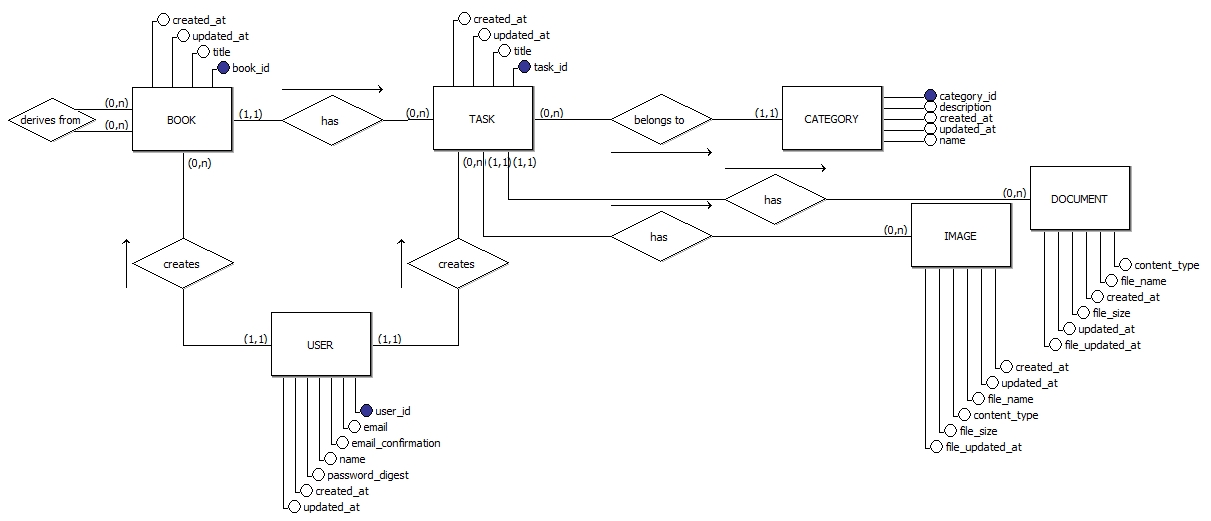 created_at
updated_at
title
book_id
created_at
updated_at
title
task_id
derives from
(0,n)
(0,n)
BOOK
(1,1)
has
(0,n)
TASK
(0,n)
belongs to
(1,1)
CATEGORY
category_id
description
created_at
updated_at
name
(0,n)
(0,n)
(1,1)
(1,1)
has
(0,n)
DOCUMENT
has
(0,n)
IMAGE
creates
creates
content_type
file_name
created_at
file_size
updated_at
file_updated_at
(1,1)
USER
(1,1)
created_at
updated_at
file_name
content_type
file_size
file_updated_at
user_id
email
email_confirmation
name
password_digest
created_at
updated_at